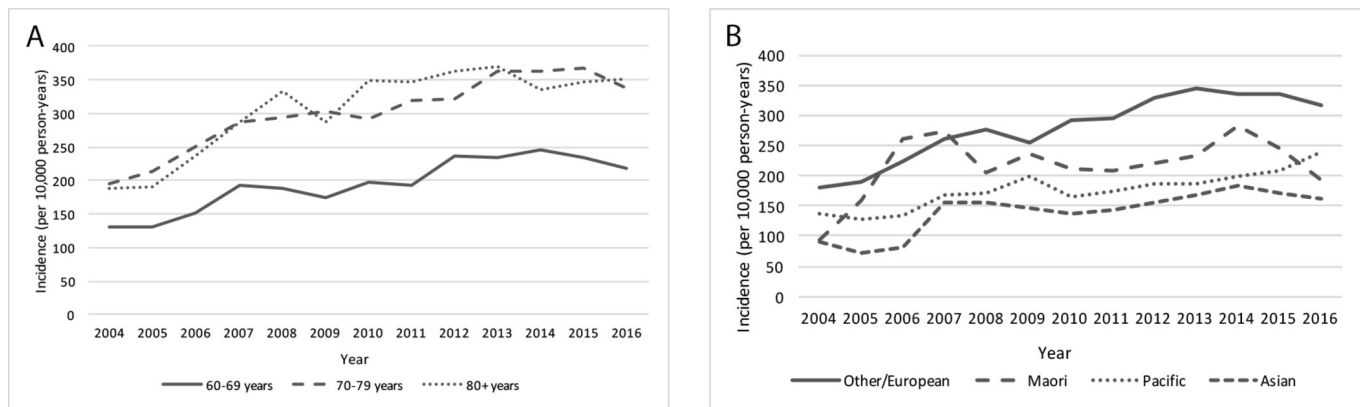 A
Incidence (per 10,000 person-years)
400
350
300
250
200
150
100
50
0
2004 2005 2006 2007 2008 2009 2010 2011 2012 2013 2014 2015 2016
Year
60-69 years 70-79 years 80+ years
B
Incidence (per 10,000 person-years)
400
350
300
250
200
150
100
50
0
2004 2005 2006 2007 2008 2009 2010 2011 2012 2013 2014 2015 2016
Year
Other/European Maori Pacific Asian